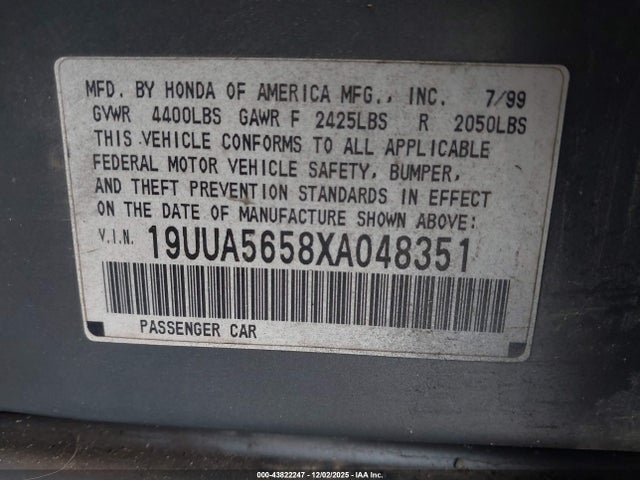 MFD. BY HONDA OF AMERICA MFG., INC. 7/99
GVWR 4400LBS GAWR F 2425LBS R 2050LBS
THIS VEHICLE CONFORMS TO ALL APPLICABLE
FEDERAL MOTOR VEHICLE SAFETY, BUMPER,
AND THEFT PREVENTION STANDARDS IN EFFECT
ON THE DATE OF MANUFACTURE SHOWN ABOVE:
V.I.N. 19UUA5658XA048351
PASSENGER CAR
000-43822247 - 12/02/2025 - IAA Inc.